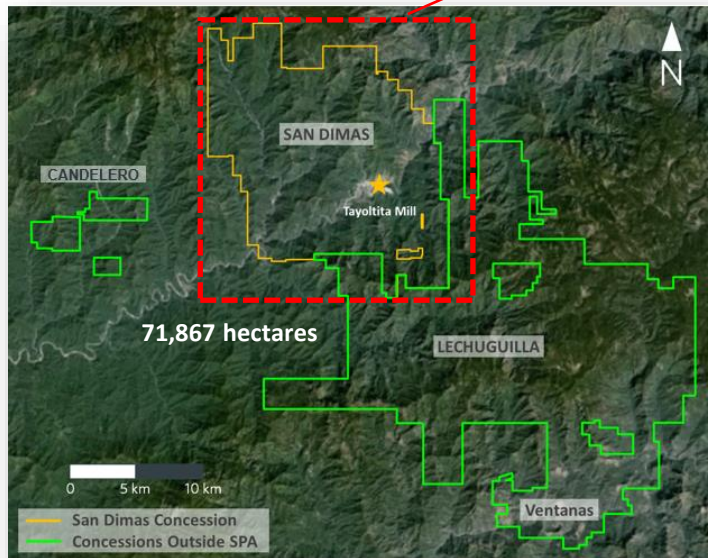 N
SAN DIMAS
CANDELERO
Tayoltita Mill
71,867 hectares
LECHUGUILLA
0 5 km 10 km
Ventanas
San Dimas Concession
Concessions Outside SPA